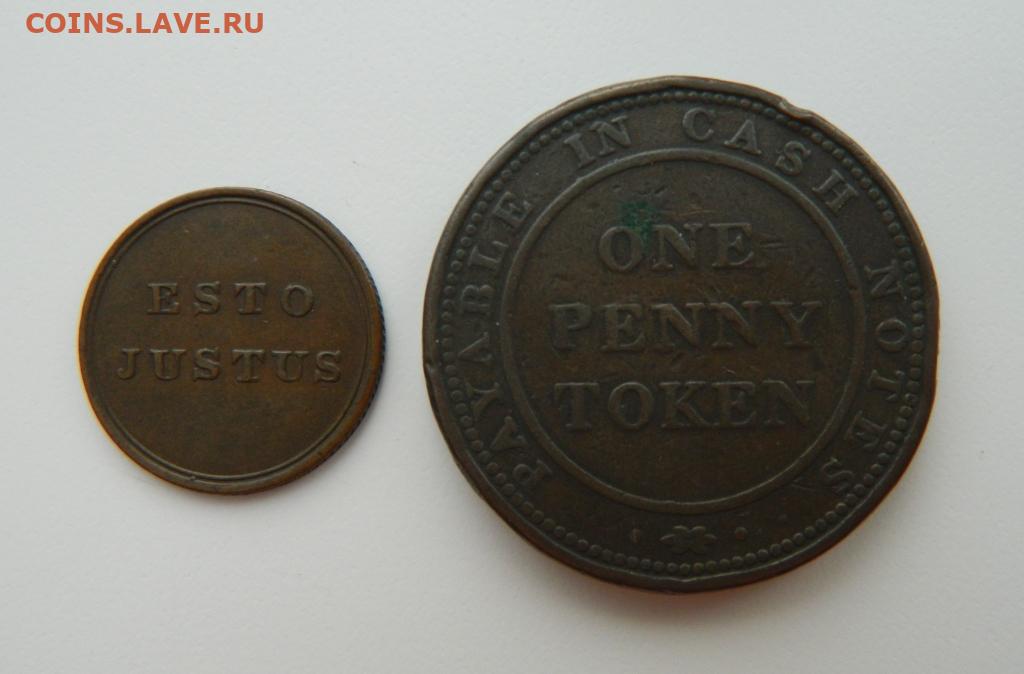 COINS.LAVE.RU
ESTO
JUSTUS
PAYABLE IN CASH NOTES
ONE
PENNY
TOKEN